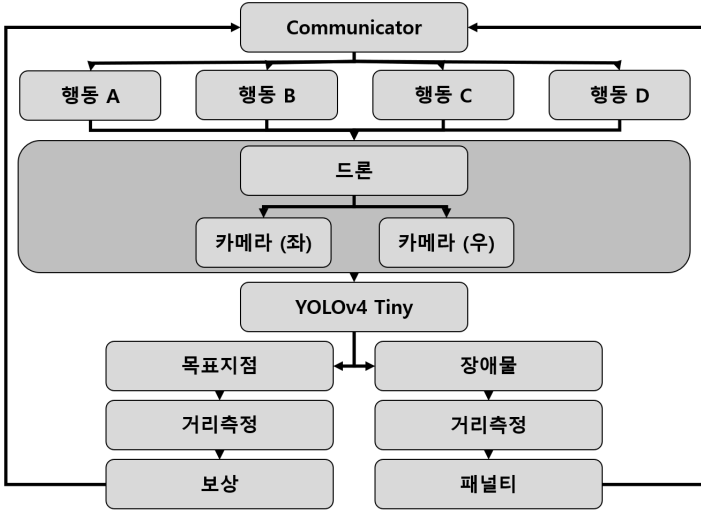 Communicator
행동 A
행동 B
행동 C
행동 D
드론
카메라 (좌)
카메라 (우)
YOLOv4 Tiny
목표지점
장애물
거리측정
거리측정
보상
패널티